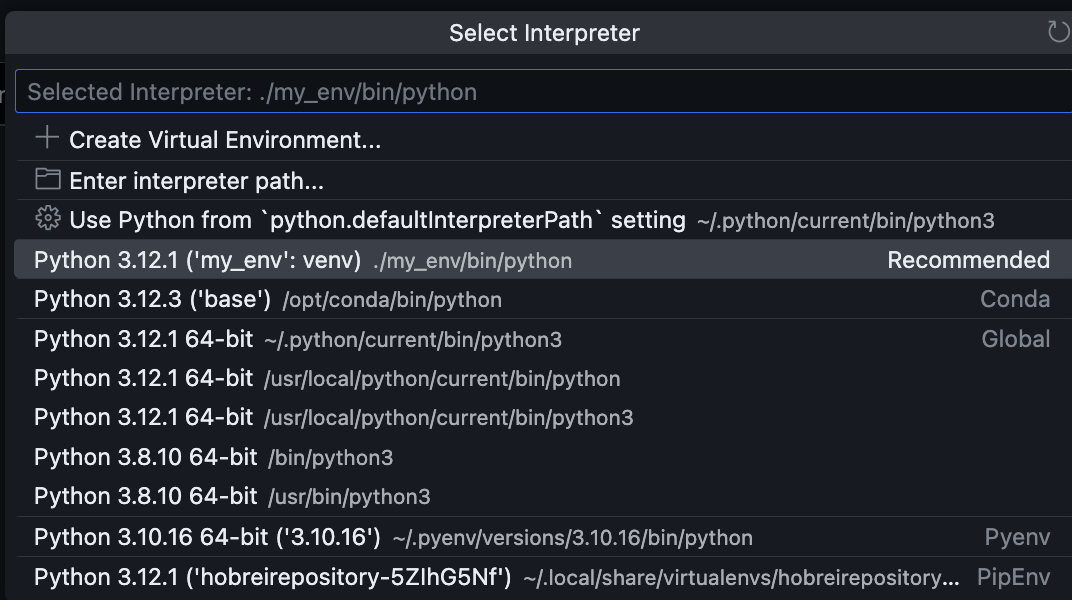 Select Interpreter
Selected Interpreter: ./my_env/bin/python
Create Virtual Environment...
Enter interpreter path...
Use Python from `python.defaultInterpreterPath` setting ~/.python/current/bin/python3
Python 3.12.1 ('my_env': venv) ./my_env/bin/python Recommended
Python 3.12.3 ('base') /opt/conda/bin/python Conda
Python 3.12.1 64-bit ~/.python/current/bin/python3 Global
Python 3.12.1 64-bit /usr/local/python/current/bin/python
Python 3.12.1 64-bit /usr/local/python/current/bin/python3
Python 3.8.10 64-bit /bin/python3
Python 3.8.10 64-bit /usr/bin/python3
Python 3.10.16 64-bit ('3.10.16') ~/.pyenv/versions/3.10.16/bin/python Pyenv
Python 3.12.1 ('hobreirepository-5ZIhG5Nf') ~/.local/share/virtualenvs/hobreirepository... PipEnv